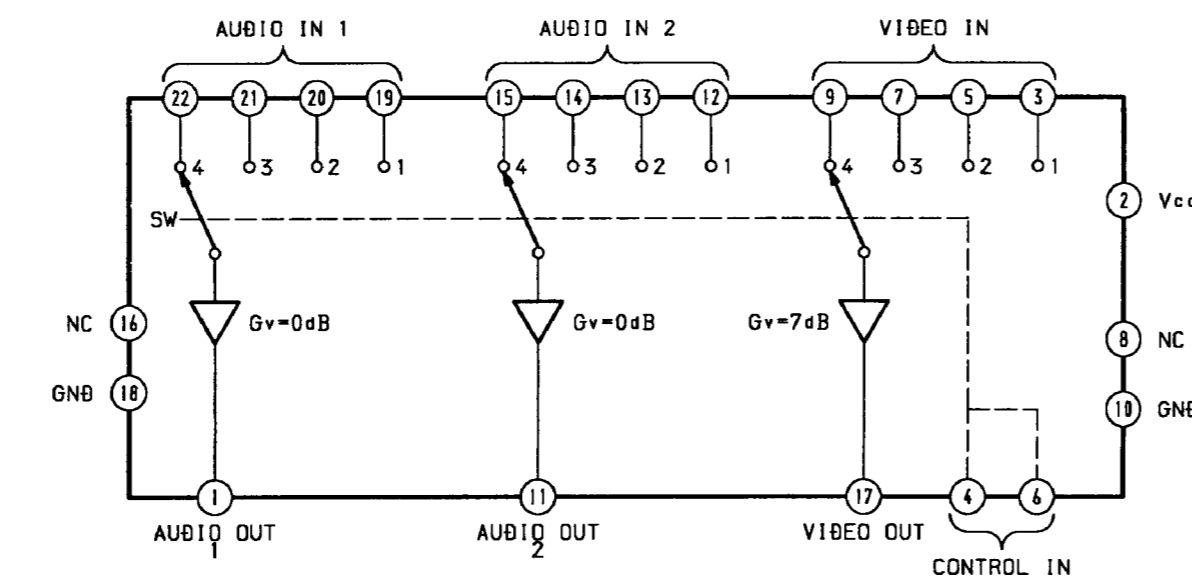 AUDIO IN 1 AUDIO IN 2 VIDEO IN
22 21 20 19 15 14 13 12 9 7 5 3
4 3 2 1 4 3 2 1 4 3 2 1
2 Vcc
SW
NC 16 Gv=0dB Gv=0dB Gv=7dB 8 NC
GND 18 10 GND
1 11 17 4 6
AUDIO OUT AUDIO OUT VIDEO OUT
1 2
CONTROL IN